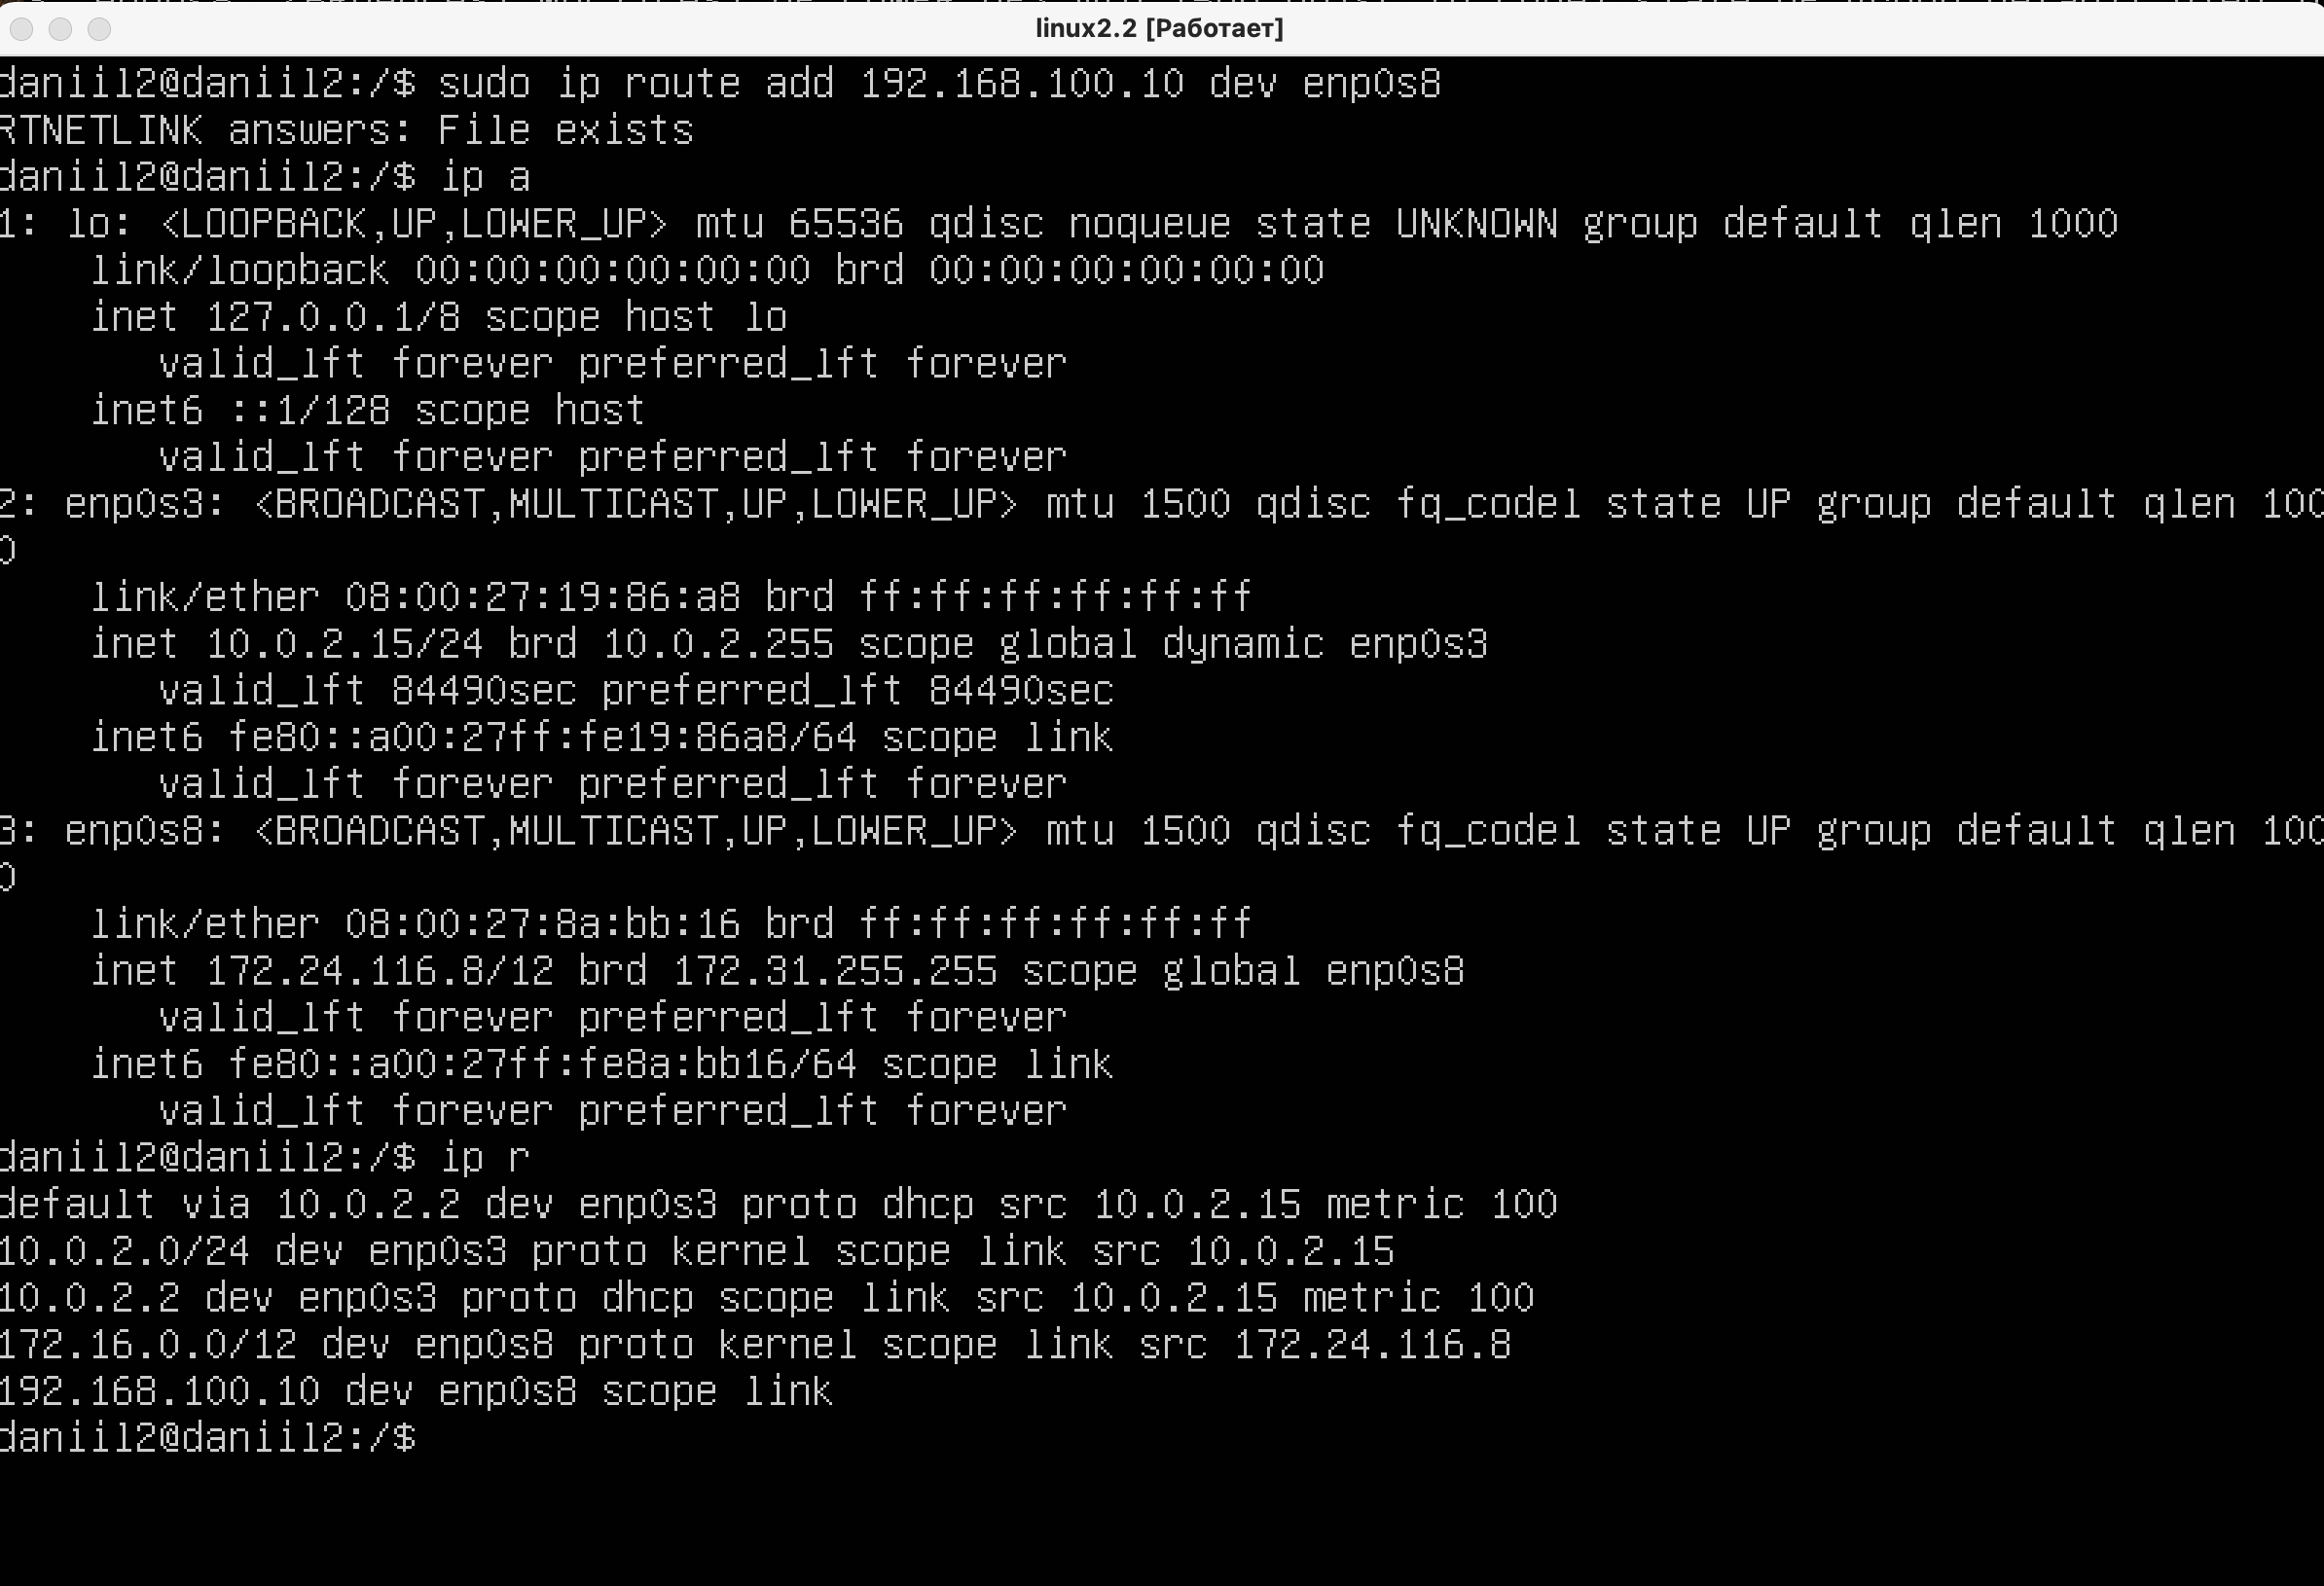 linux2.2 [Работает]
daniil2@daniil2:/$ sudo ip route add 192.168.100.10 dev enp0s8
RTNETLINK answers: File exists
daniil2@daniil2:/$ ip a
1: lo: <LOOPBACK,UP,LOWER_UP> mtu 65536 qdisc noqueue state UNKNOWN group default qlen 1000
    link/loopback 00:00:00:00:00:00 brd 00:00:00:00:00:00
    inet 127.0.0.1/8 scope host lo
       valid_lft forever preferred_lft forever
    inet6 ::1/128 scope host
       valid_lft forever preferred_lft forever
2: enp0s3: <BROADCAST,MULTICAST,UP,LOWER_UP> mtu 1500 qdisc fq_codel state UP group default qlen 100
0
    link/ether 08:00:27:19:86:a8 brd ff:ff:ff:ff:ff:ff
    inet 10.0.2.15/24 brd 10.0.2.255 scope global dynamic enp0s3
       valid_lft 84490sec preferred_lft 84490sec
    inet6 fe80::a00:27ff:fe19:86a8/64 scope link
       valid_lft forever preferred_lft forever
3: enp0s8: <BROADCAST,MULTICAST,UP,LOWER_UP> mtu 1500 qdisc fq_codel state UP group default qlen 100
0
    link/ether 08:00:27:8a:bb:16 brd ff:ff:ff:ff:ff:ff
    inet 172.24.116.8/12 brd 172.31.255.255 scope global enp0s8
       valid_lft forever preferred_lft forever
    inet6 fe80::a00:27ff:fe8a:bb16/64 scope link
       valid_lft forever preferred_lft forever
daniil2@daniil2:/$ ip r
default via 10.0.2.2 dev enp0s3 proto dhcp src 10.0.2.15 metric 100
10.0.2.0/24 dev enp0s3 proto kernel scope link src 10.0.2.15
10.0.2.2 dev enp0s3 proto dhcp scope link src 10.0.2.15 metric 100
172.16.0.0/12 dev enp0s8 proto kernel scope link src 172.24.116.8
192.168.100.10 dev enp0s8 scope link
daniil2@daniil2:/$